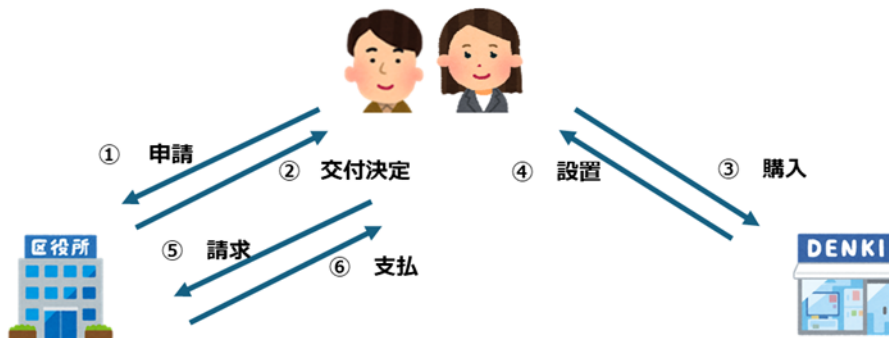 ① 申請
② 交付決定
③ 購入
④ 設置
⑤ 請求
⑥ 支払
区役所
DENKI